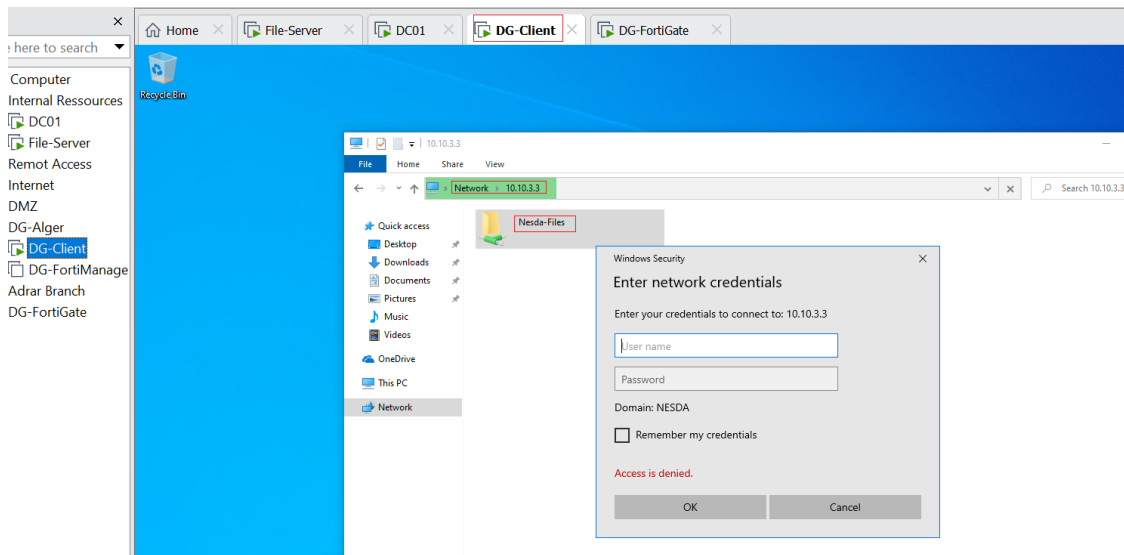 ×
Home ×
File-Server ×
DC01 ×
DG-Client ×
DG-FortiGate ×
here to search
Computer
Internal Ressources
DC01
File-Server
Remot Access
Internet
DMZ
DG-Alger
DG-Client
DG-FortiManage
Adrar Branch
DG-FortiGate
Recycle Bin
10.10.3.3
File Home Share View
Network > 10.10.3.3
Search 10.10.3.3
Quick access
Desktop
Downloads
Documents
Pictures
Music
Videos
OneDrive
This PC
Network
Nesda-Files
Windows Security
Enter network credentials
Enter your credentials to connect to: 10.10.3.3
User name
Password
Domain: NESDA
Remember my credentials
Access is denied.
OK
Cancel